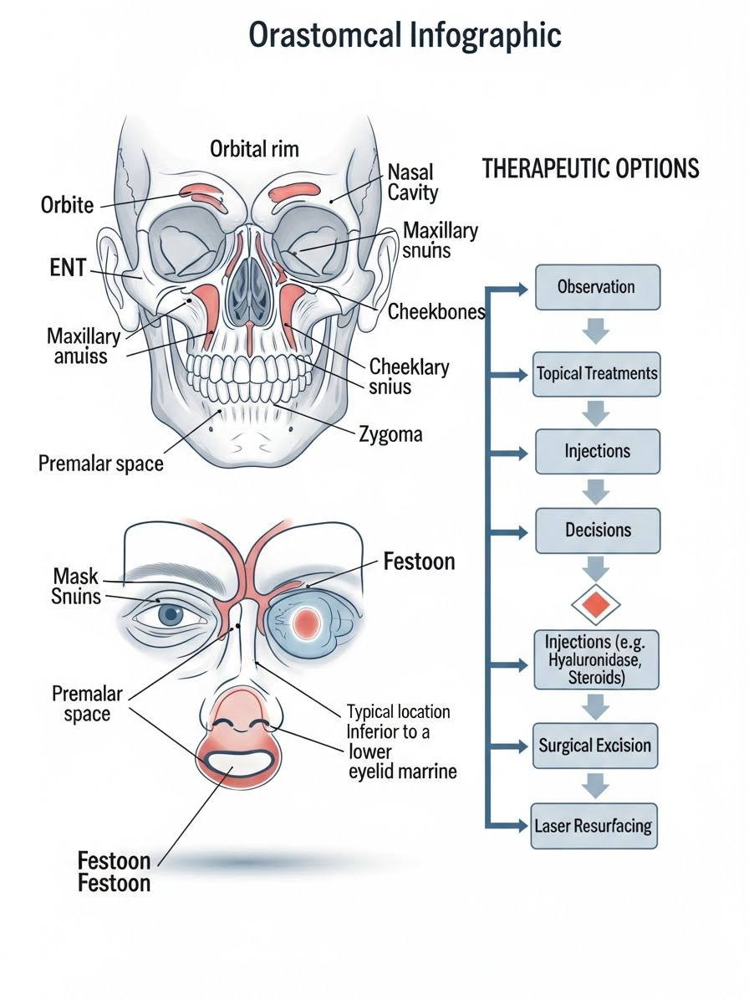 Orastomcal Infographic
Orbital rim
Orbite
ENT
Maxillary
anuiss
Premalar space
Nasal
Cavity
Maxillary
snuins
Cheekbones
Cheeklary
snius
Zygoma
Mask
Snuins
Premalar
space
Festoon
Festoon
Festoon
Typical location
Inferior to a
lower
eyelid marrine
THERAPEUTIC OPTIONS
Observation
Topical Treatments
Injections
Decisions
Injections (e.g.
Hyaluronidase,
Steroids)
Surgical Excision
Laser Resurfacing